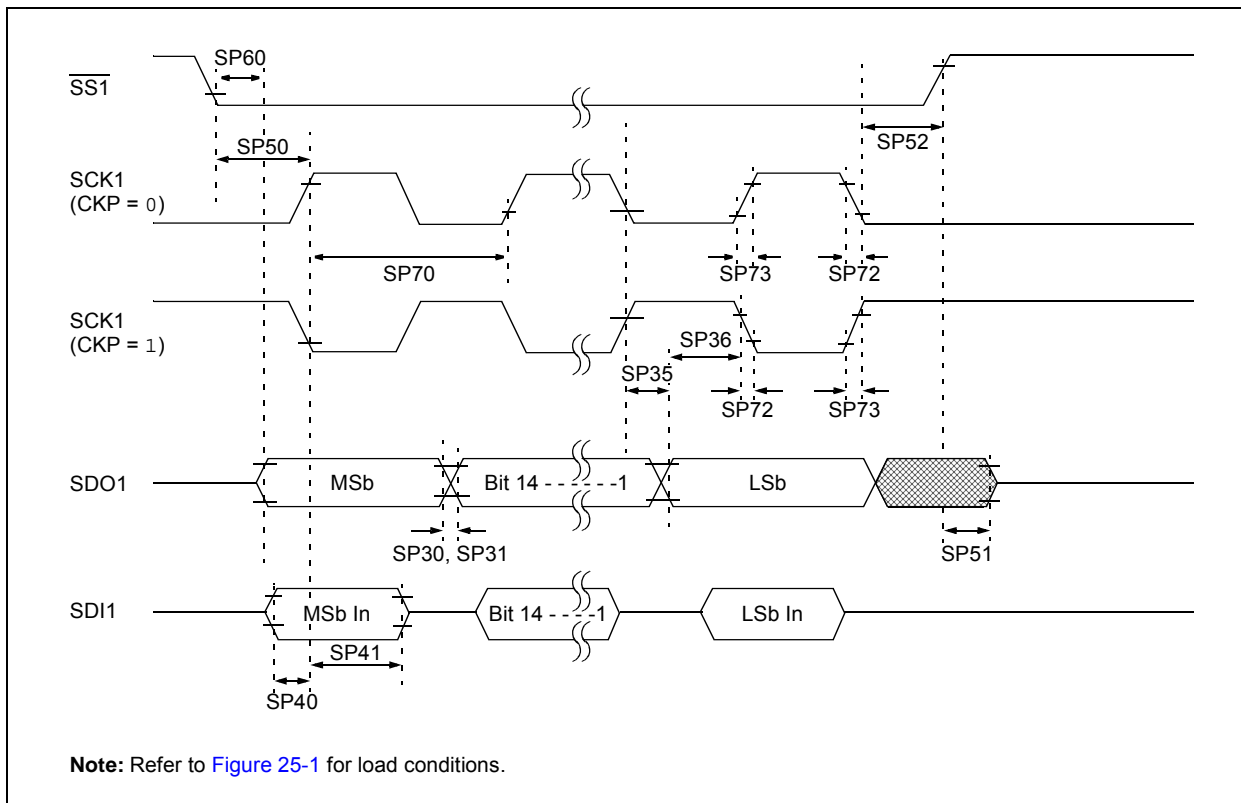 SP60
SS1
SP50
SP52
SCK1
(CKP = 0)
SP70
SP73
SP72
SCK1
(CKP = 1)
SP36
SP35
SP72
SP73
SDO1
MSb
Bit 14 - - - - - -1
LSb
SP30, SP31
SP51
SDI1
MSb In
Bit 14 - - - -1
LSb In
SP41
SP40
Note: Refer to Figure 25-1 for load conditions.